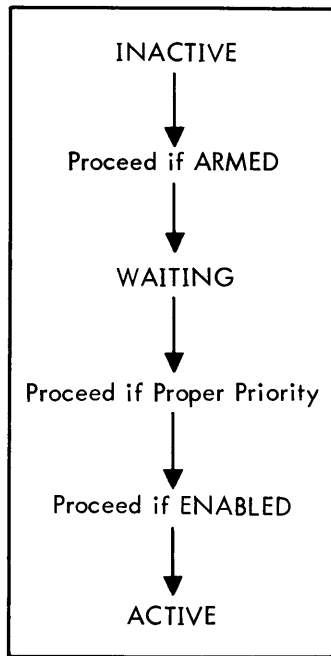 INACTIVE
Proceed if ARMED
WAITING
Proceed if Proper Priority
Proceed if ENABLED
ACTIVE